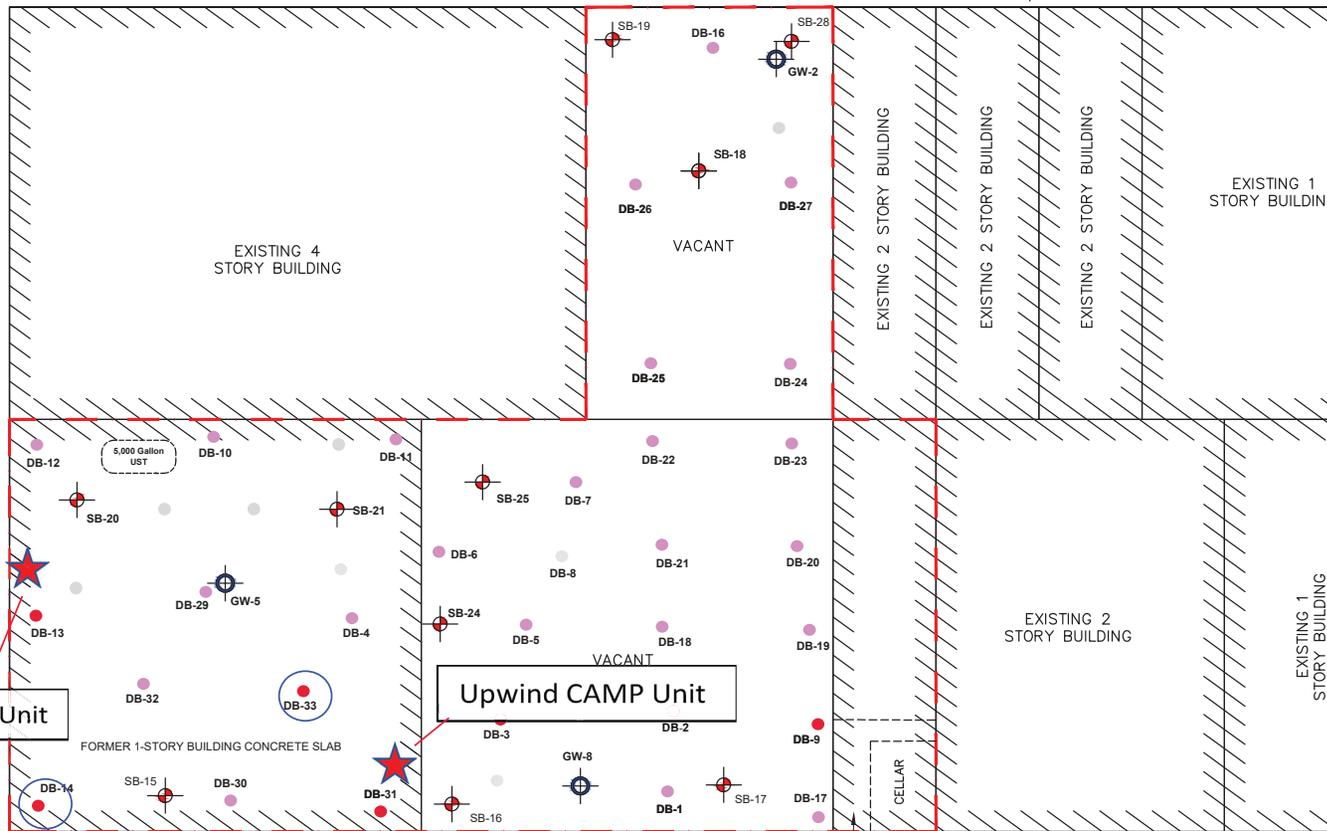 SB-19
DB-16
SB-28
GW-2
SB-18
DB-26
DB-27
VACANT
DB-25
DB-24
EXISTING 4
STORY BUILDING
EXISTING 2 STORY BUILDING
EXISTING 2 STORY BUILDING
EXISTING 2 STORY BUILDING
EXISTING 1
STORY BUILDIN
DB-12
5,000 Gallon
UST
DB-10
DB-11
SB-20
SB-21
DB-29
GW-5
DB-13
DB-4
DB-32
DB-33
Unit
FORMER 1-STORY BUILDING CONCRETE SLAB
DB-14
SB-15
DB-30
DB-31
DB-22
DB-23
SB-25
DB-7
DB-6
DB-8
DB-21
DB-20
SB-24
DB-5
DB-18
DB-19
VACANT
Upwind CAMP Unit
DB-3
DB-2
DB-9
GW-8
SB-16
DB-1
SB-17
DB-17
CELLAR
EXISTING 2
STORY BUILDING
EXISTING 1
STORY BUILDING